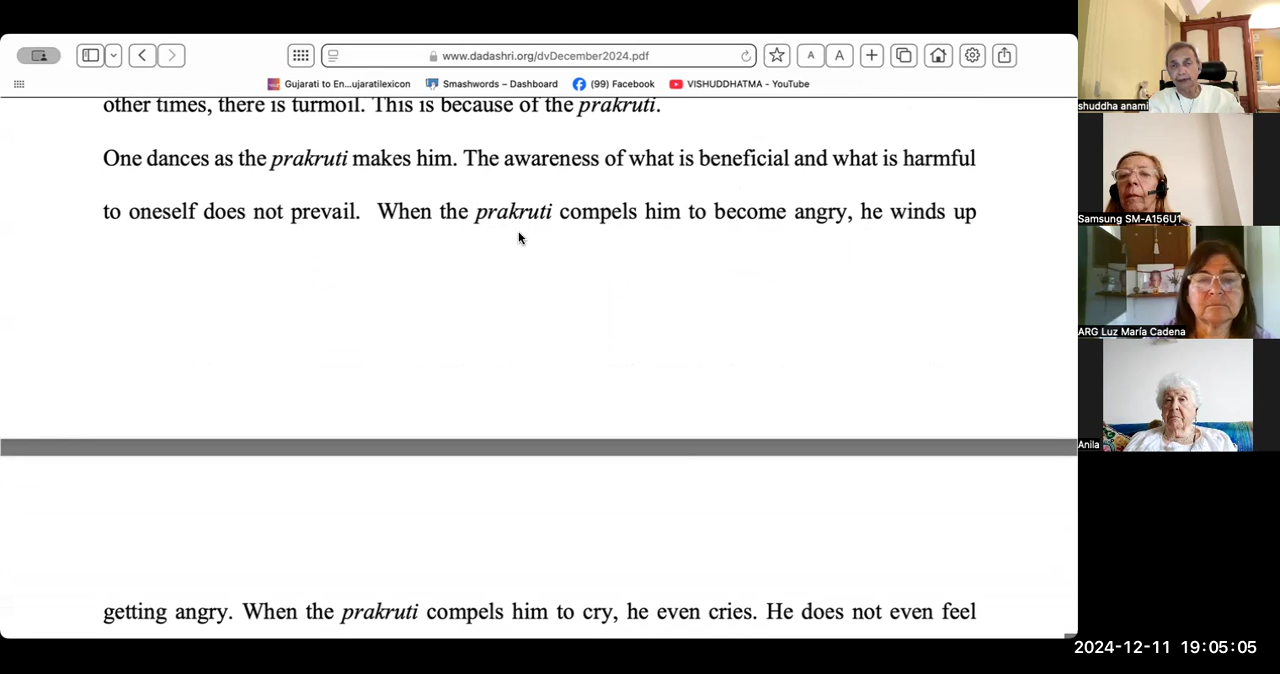 www.dadashri.org/dvDecember2024.pdf
A A
Gujarati to En...ujaratilexicon Smashwords – Dashboard (99) Facebook VISHUDDHATMA - YouTube
other times, there is turmoil. This is because of the prakruti.
One dances as the prakruti makes him. The awareness of what is beneficial and what is harmful
to oneself does not prevail. When the prakruti compels him to become angry, he winds up
getting angry. When the prakruti compels him to cry, he even cries. He does not even feel
shuddha anami
Samsung SM-A156U1
ARG Luz María Cadena
Anila
2024-12-11 19:05:05